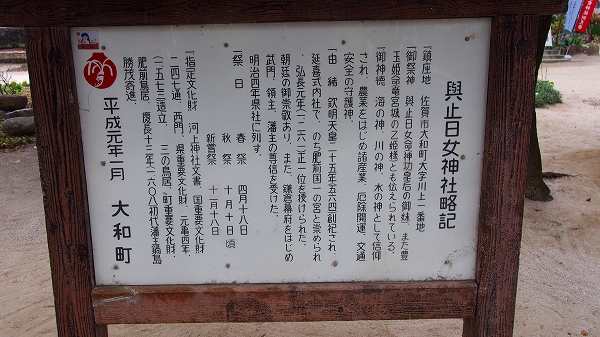 與止日女神社略記
一、鎮座地　佐賀市大和町大字川上一番地
一、御祭神　與止日女命(神功皇后の御妹)また豊
玉姫命(竜宮城の乙姫様)とも伝えられている。
一、御神徳　海の神、川の神、水の神として信仰
され、農業をはじめ諸産業、厄除開運、交通
安全の守護神
一、由　緒　欽明天皇二十五年(五六四)創祀され、
延喜式内社で、のち肥前国一の宮と崇められ
、弘長元年(一二六一)正一位を授けられた。
朝廷の御崇敬あり、また、鎌倉幕府をはじめ
武門、領主、藩主の尊信を受けた。
明治四年県社に列す。
一、祭　日　春　祭　四月十八日
秋　祭　十月十日頃
新嘗祭　十一月十八日
一、指定文化財　河上神社文書、国重要文化財
二四七通、西門、県重要文化財、元亀四年、
(一五七三)造立、三の鳥居、町重要文化財、
肥前鳥居、慶長十三年(一六〇八)初代藩主鍋島
勝茂寄進、
平成元年一月　大和町